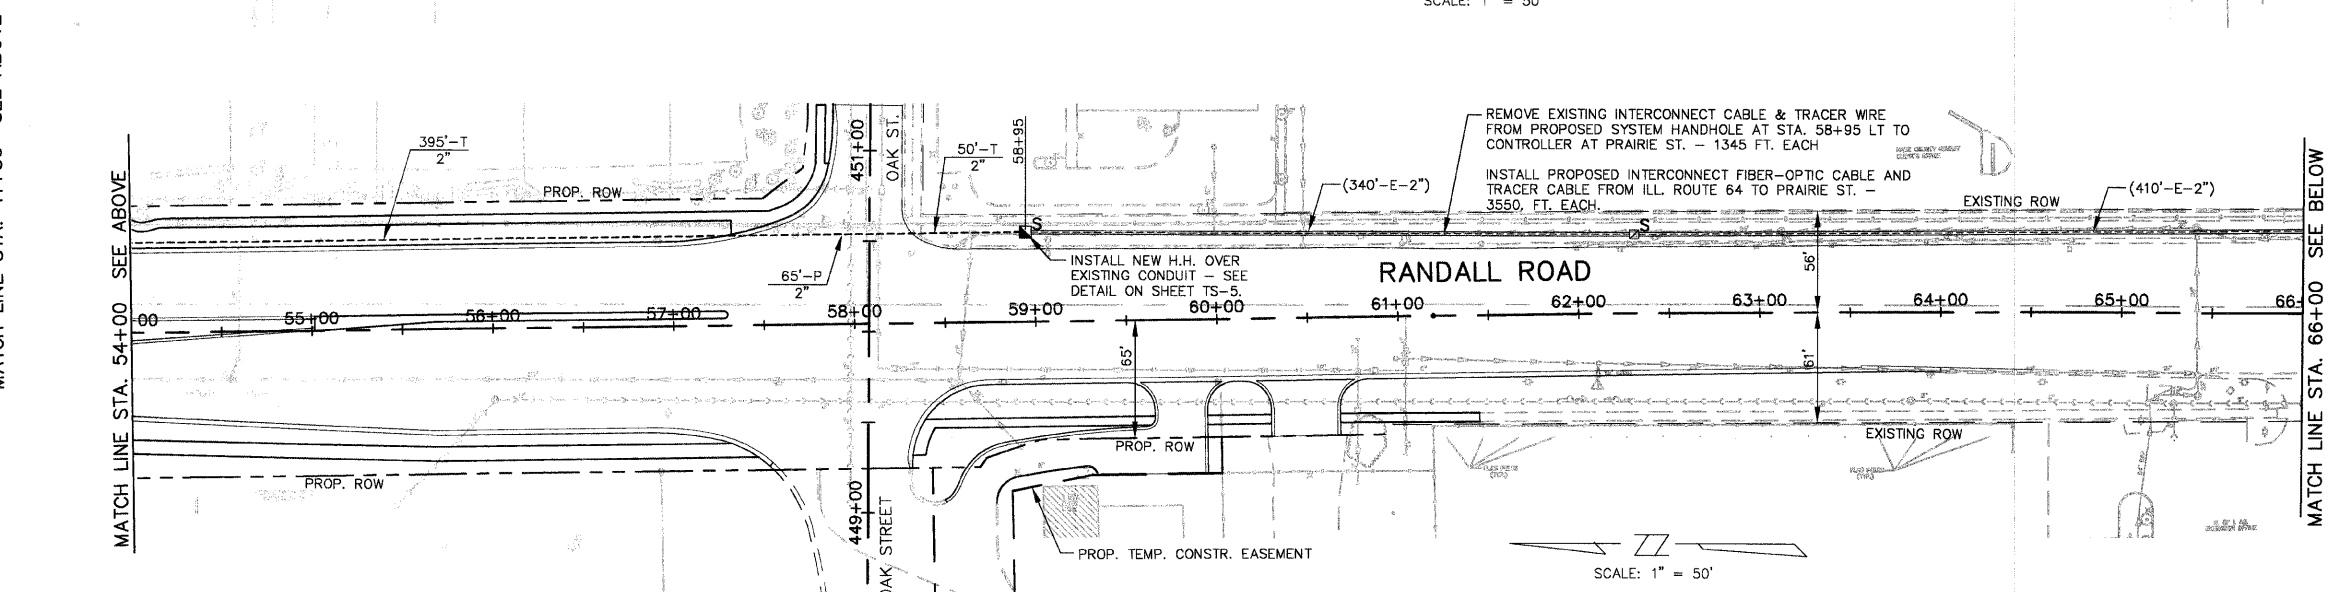 SCALE: 1" = 50'
MATCH LINE STA. 54+00 SEE ABOVE
395'-T
2"
PROP. ROW
451+00
OAK ST.
50'-T
2"
58+95
S
65'-P
2"
INSTALL NEW H.H. OVER
EXISTING CONDUIT – SEE
DETAIL ON SHEET TS-5.
(340'-E-2")
REMOVE EXISTING INTERCONNECT CABLE & TRACER WIRE
FROM PROPOSED SYSTEM HANDHOLE AT STA. 58+95 LT TO
CONTROLLER AT PRAIRIE ST. – 1345 FT. EACH
INSTALL PROPOSED INTERCONNECT FIBER-OPTIC CABLE AND
TRACER CABLE FROM ILL. ROUTE 64 TO PRAIRIE ST. –
3550, FT. EACH.
S
EXISTING ROW
(410'-E-2")
MATCH LINE STA. 66+00 SEE BELOW
RANDALL ROAD
56'
00
55+00
56+00
57+00
58+00
59+00
60+00
61+00
62+00
63+00
64+00
65+00
66+
65'
61'
PROP. ROW
PROP. ROW
EXISTING ROW
449+00
OAK STREET
PROP. TEMP. CONSTR. EASEMENT
SCALE: 1" = 50'